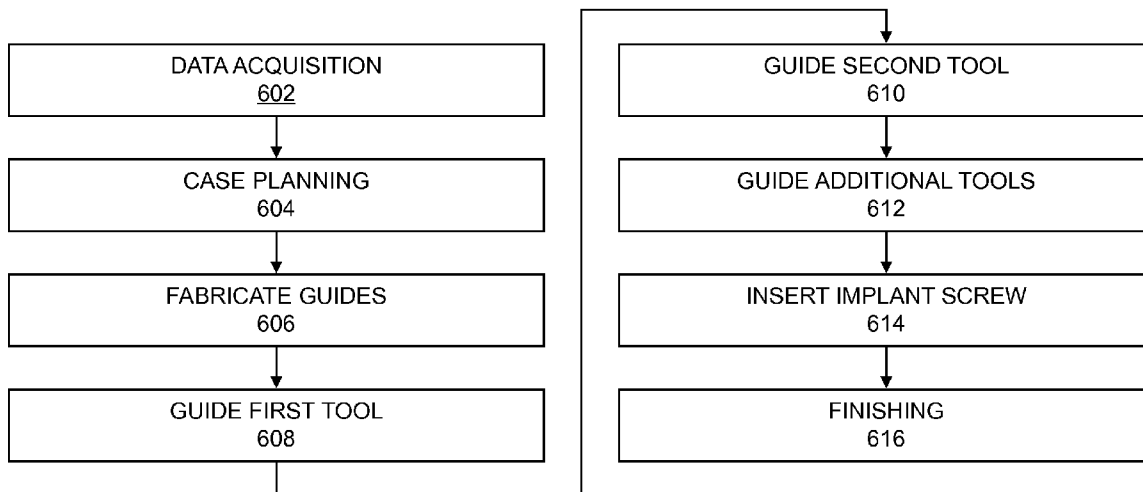 DATA ACQUISITION
602
CASE PLANNING
604
FABRICATE GUIDES
606
GUIDE FIRST TOOL
608
GUIDE SECOND TOOL
610
GUIDE ADDITIONAL TOOLS
612
INSERT IMPLANT SCREW
614
FINISHING
616